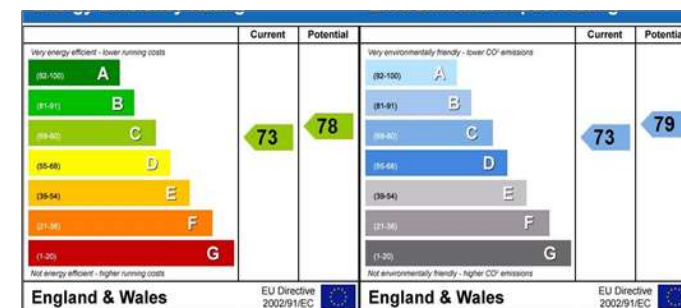 Current Potential
Very energy efficient - lower running costs
(92-100) A
(81-91) B
(69-80) C
(55-68) D
(39-54) E
(21-38) F
(1-20) G
73
78
Not energy efficient - higher running costs
England & Wales
EU Directive
2002/91/EC
Current Potential
Very environmentally friendly - lower CO² emissions
(92-100) A
(81-91) B
(69-80) C
(55-68) D
(39-54) E
(21-38) F
(1-20) G
73
79
Not environmentally friendly - higher CO² emissions
England & Wales
EU Directive
2002/91/EC